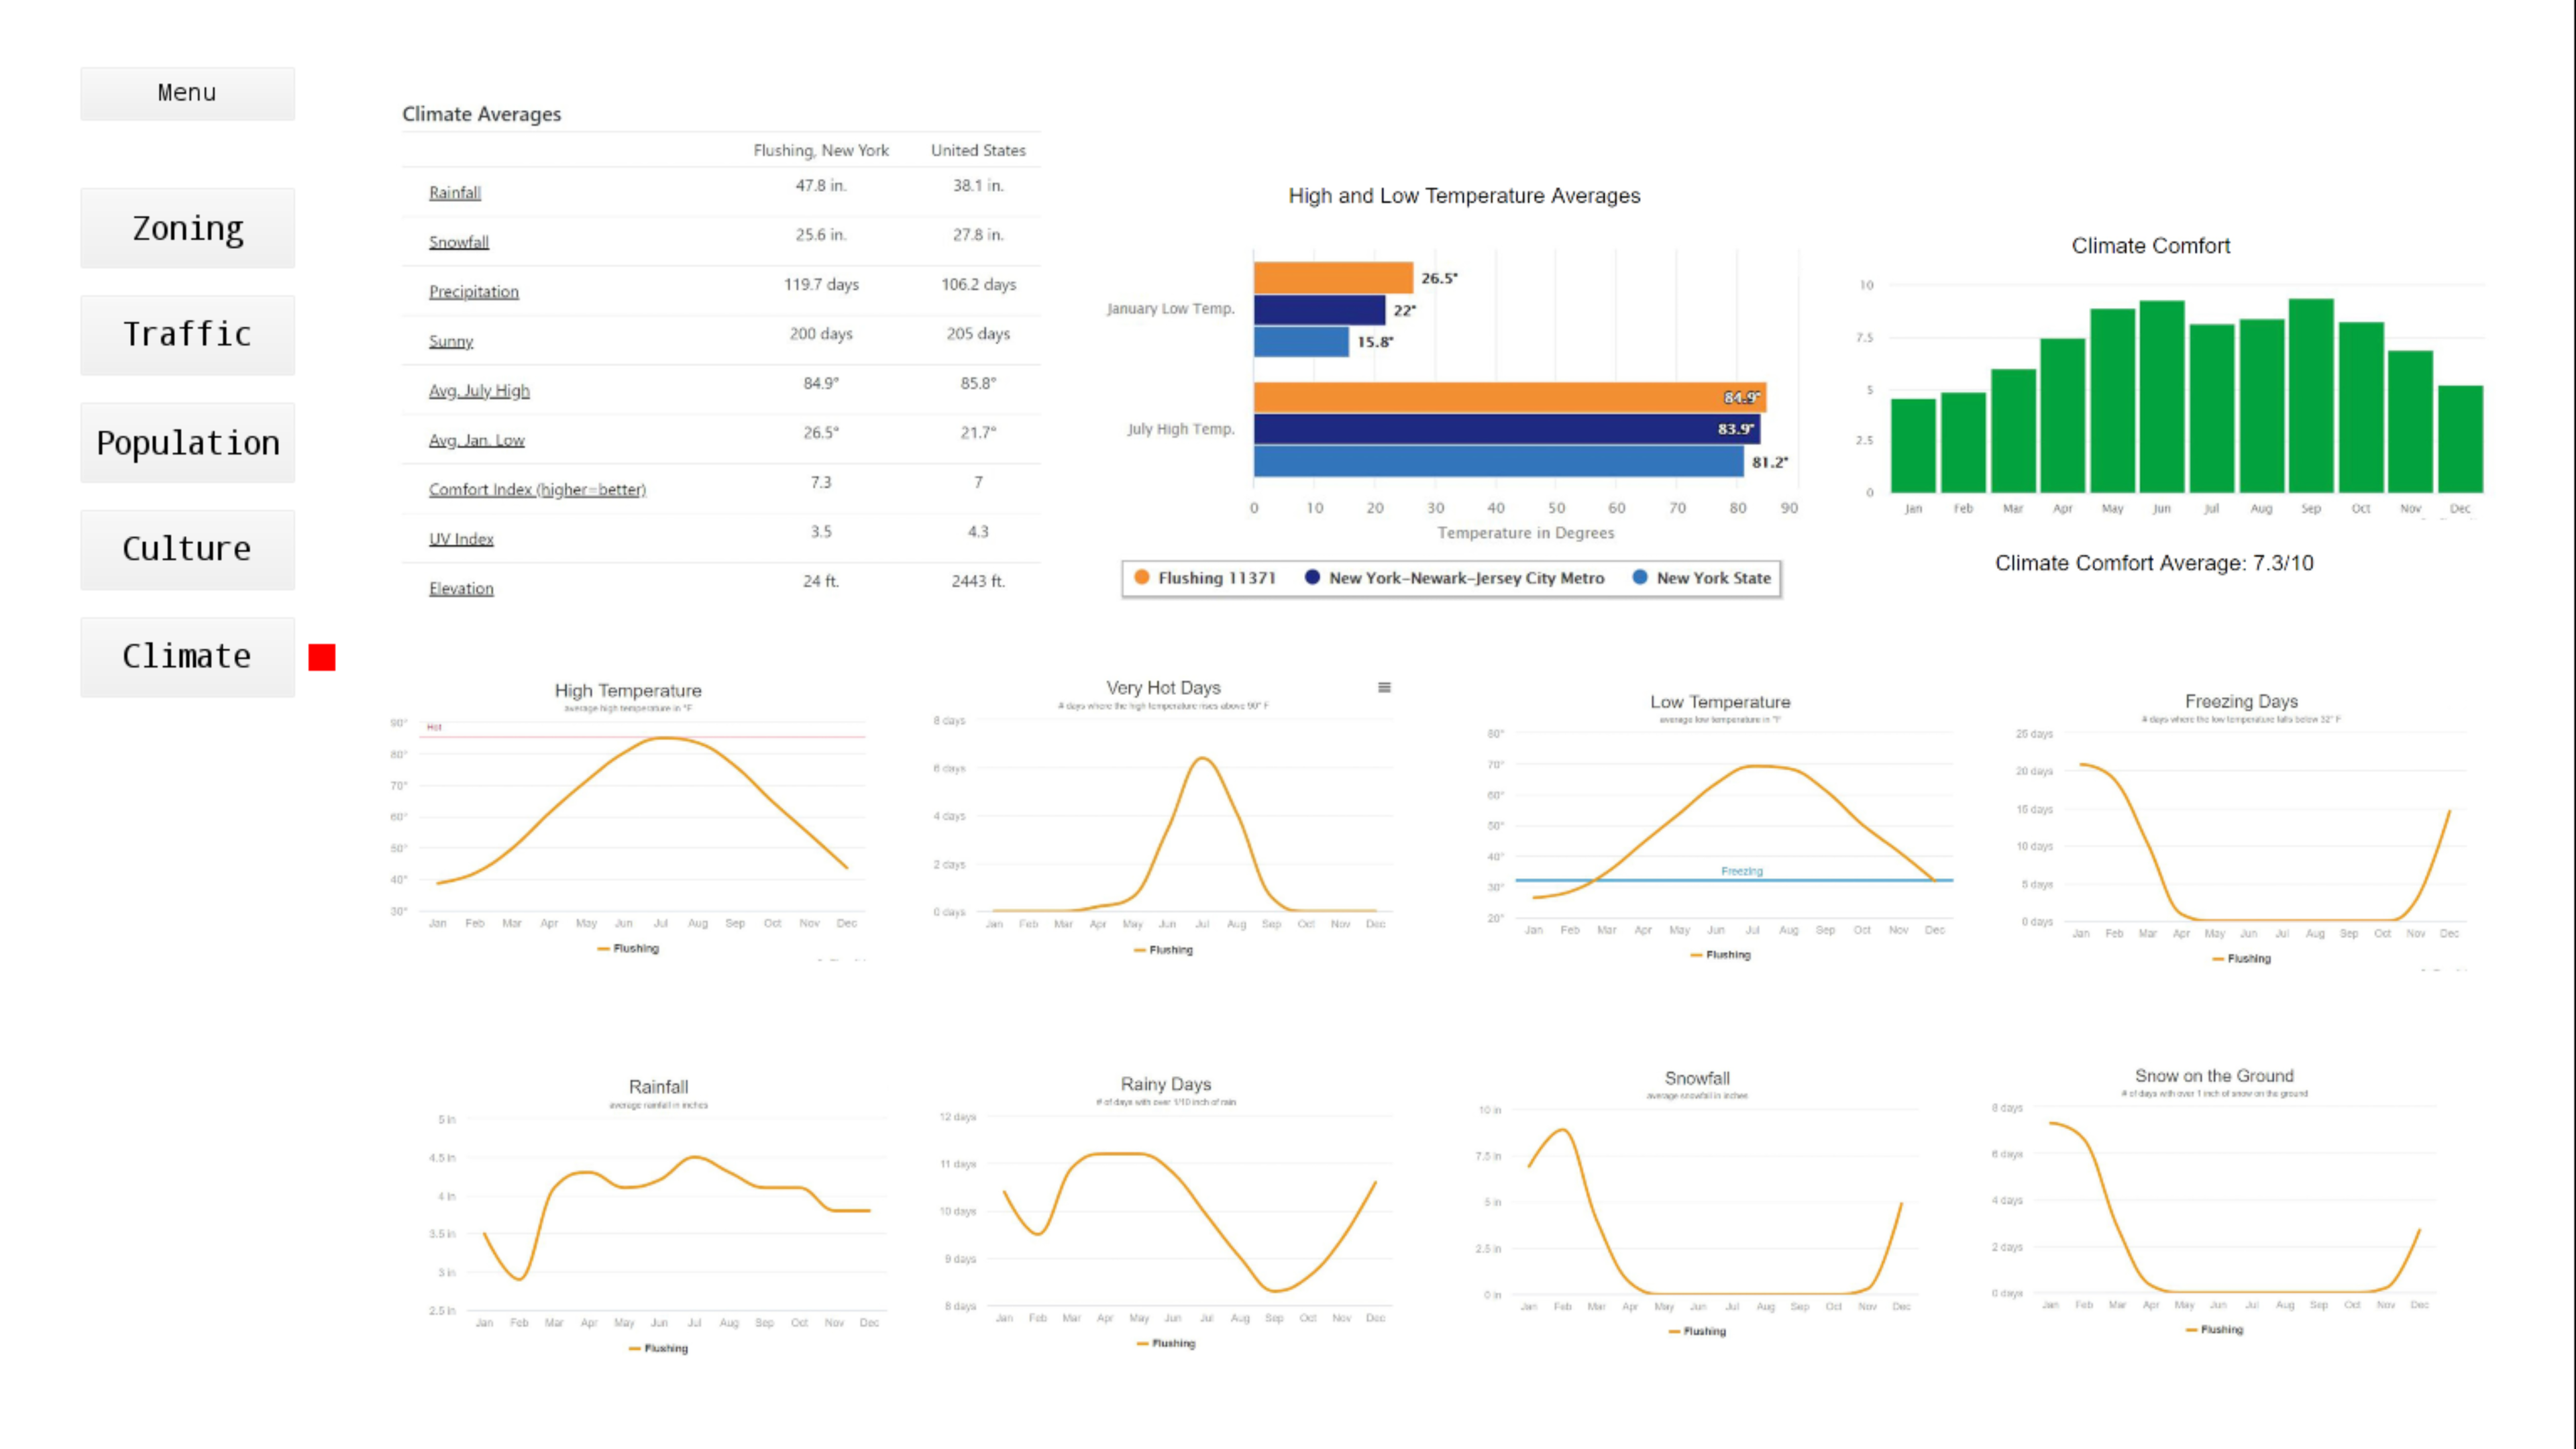 Menu
Zoning
Traffic
Population
Culture
Climate
Climate Averages
Flushing, New York United States
Rainfall 47.8 in. 38.1 in.
Snowfall 25.6 in. 27.8 in.
Precipitation 119.7 days 106.2 days
Sunny 200 days 205 days
Avg. July High 84.9° 85.8°
Avg. Jan. Low 26.5° 21.7°
Comfort Index (higher=better) 7.3 7
UV Index 3.5 4.3
Elevation 24 ft. 2443 ft.
High and Low Temperature Averages
January Low Temp. 26.5° 22° 15.8°
July High Temp. 84.9° 83.9° 81.2°
0 10 20 30 40 50 60 70 80 90
Temperature in Degrees
Flushing 11371 New York-Newark-Jersey City Metro New York State
Climate Comfort
10
7.5
5
2.5
0
Jan Feb Mar Apr May Jun Jul Aug Sep Oct Nov Dec
Climate Comfort Average: 7.3/10
High Temperature
average high temperature in °F
90°
Hot
80°
70°
60°
50°
40°
30°
Jan Feb Mar Apr May Jun Jul Aug Sep Oct Nov Dec
Flushing
Very Hot Days
# days where the high temperature rises above 90° F
8 days
6 days
4 days
2 days
0 days
Jan Feb Mar Apr May Jun Jul Aug Sep Oct Nov Dec
Flushing
Low Temperature
average low temperature in °F
80°
70°
60°
50°
40°
Freezing
30°
20°
Jan Feb Mar Apr May Jun Jul Aug Sep Oct Nov Dec
Flushing
Freezing Days
# days where the low temperature falls below 32° F
25 days
20 days
15 days
10 days
5 days
0 days
Jan Feb Mar Apr May Jun Jul Aug Sep Oct Nov Dec
Flushing
Rainfall
average rainfall in inches
5 in
4.5 in
4 in
3.5 in
3 in
2.5 in
Jan Feb Mar Apr May Jun Jul Aug Sep Oct Nov Dec
Flushing
Rainy Days
# of days with over 1/10 inch of rain
12 days
11 days
10 days
9 days
8 days
Jan Feb Mar Apr May Jun Jul Aug Sep Oct Nov Dec
Flushing
Snowfall
average snowfall in inches
10 in
7.5 in
5 in
2.5 in
0 in
Jan Feb Mar Apr May Jun Jul Aug Sep Oct Nov Dec
Flushing
Snow on the Ground
# of days with over 1 inch of snow on the ground
8 days
6 days
4 days
2 days
0 days
Jan Feb Mar Apr May Jun Jul Aug Sep Oct Nov Dec
Flushing